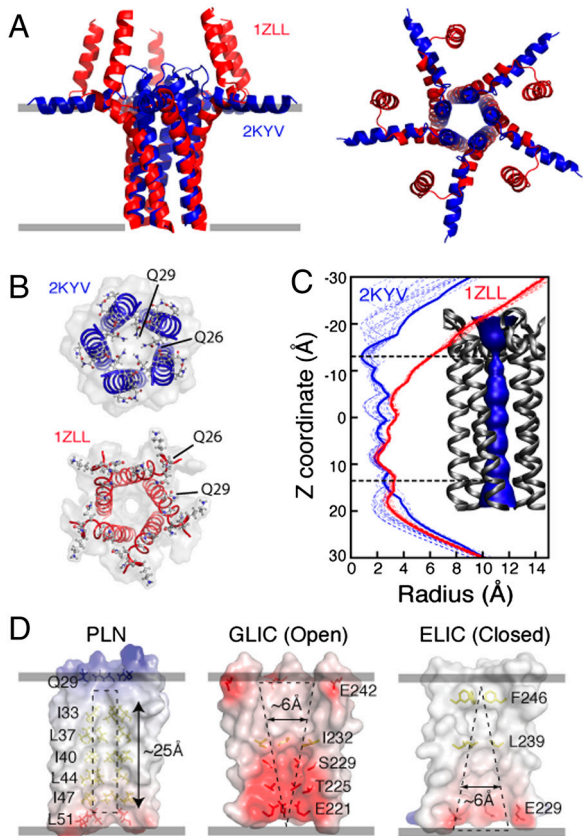 A
1ZLL
2KYV
B
2KYV
Q29
Q26
1ZLL
Q26
Q29
C
2KYV 1ZLL
Z coordinate (Å)
-30
-20
-10
0
10
20
30
0 2 4 6 8 10 12 14
Radius (Å)
D
PLN GLIC (Open) ELIC (Closed)
Q29
I33
L37
I40
L44
I47
L51
~25Å
E242
~6Å
I232
S229
T225
E221
F246
L239
~6Å
E229